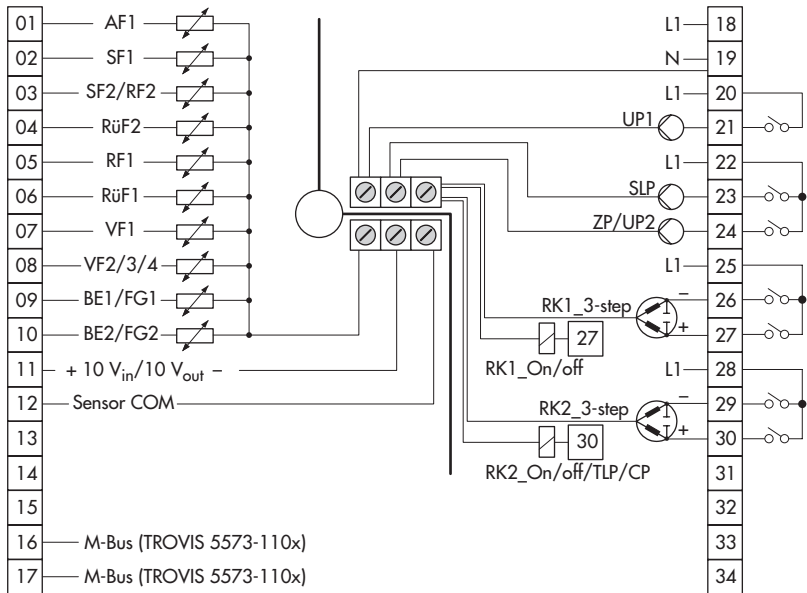 01 AF1 L1 18
02 SF1 N 19
03 SF2/RF2 L1 20
04 RüF2 UP1 21
05 RF1 L1 22
06 RüF1 SLP 23
07 VF1 ZP/UP2 24
08 VF2/3/4 L1 25
09 BE1/FG1 RK1_3-step − 26
10 BE2/FG2 + 27
27
RK1_On/off
11 + 10 Vin/10 Vout − L1 28
12 Sensor COM RK2_3-step − 29
13 + 30
30
RK2_On/off/TLP/CP
14 31
15 32
16 M-Bus (TROVIS 5573-110x) 33
17 M-Bus (TROVIS 5573-110x) 34